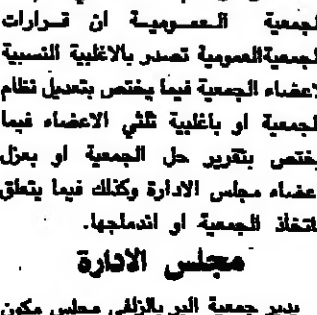 الجمعية العمومية ان قرارات
الجمعية العمومية تصدر بالاغلبية النسبية
لاعضاء الجمعية فيما يختص بتعديل نظام
الجمعية او باغلبية ثلثي الاعضاء فيما
يختص بتقرير حل الجمعية او بعزل
اعضاء مجلس الادارة وكذلك فيما يتعلق
باتحاد الجمعية او اندماجها.
مجلس الادارة
يدير جمعية البر بالزلفي مجلس مكون